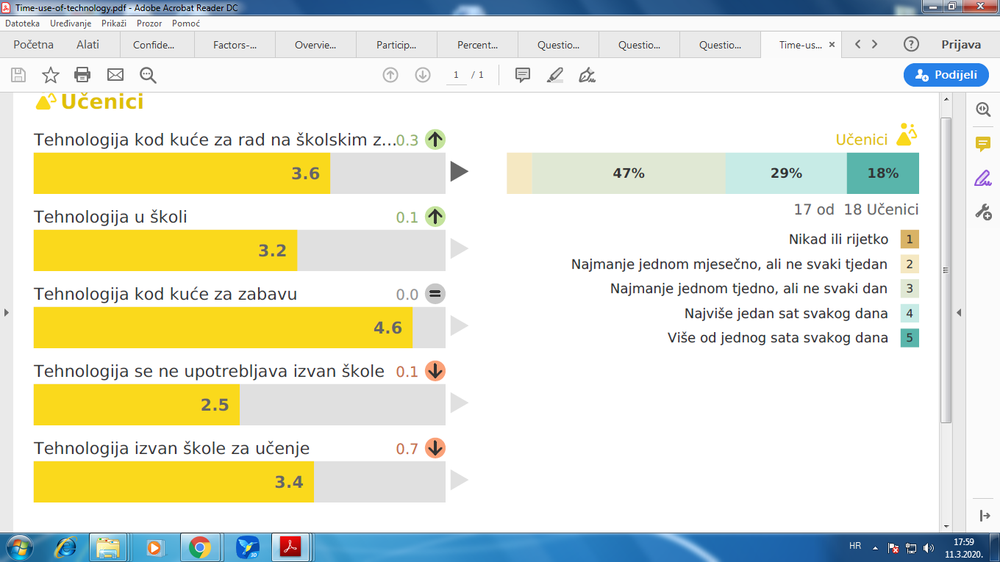 Time-use-of-technology.pdf - Adobe Acrobat Reader DC
Datoteka Uređivanje Prikaži Prozor Pomoć
Početna Alati Confide... Factors-... Overvie... Particip... Percent... Questio... Questio... Questio... Time-us... × Prijava
1 / 1 Podijeli
Učenici
Tehnologija kod kuće za rad na školskim z... 0.3
3.6
Tehnologija u školi 0.1
3.2
Tehnologija kod kuće za zabavu 0.0
4.6
Tehnologija se ne upotrebljava izvan škole 0.1
2.5
Tehnologija izvan škole za učenje 0.7
3.4
Učenici
47% 29% 18%
17 od 18 Učenici
Nikad ili rijetko 1
Najmanje jednom mjesečno, ali ne svaki tjedan 2
Najmanje jednom tjedno, ali ne svaki dan 3
Najviše jedan sat svakog dana 4
Više od jednog sata svakog dana 5
3D
HR
17:59
11.3.2020.